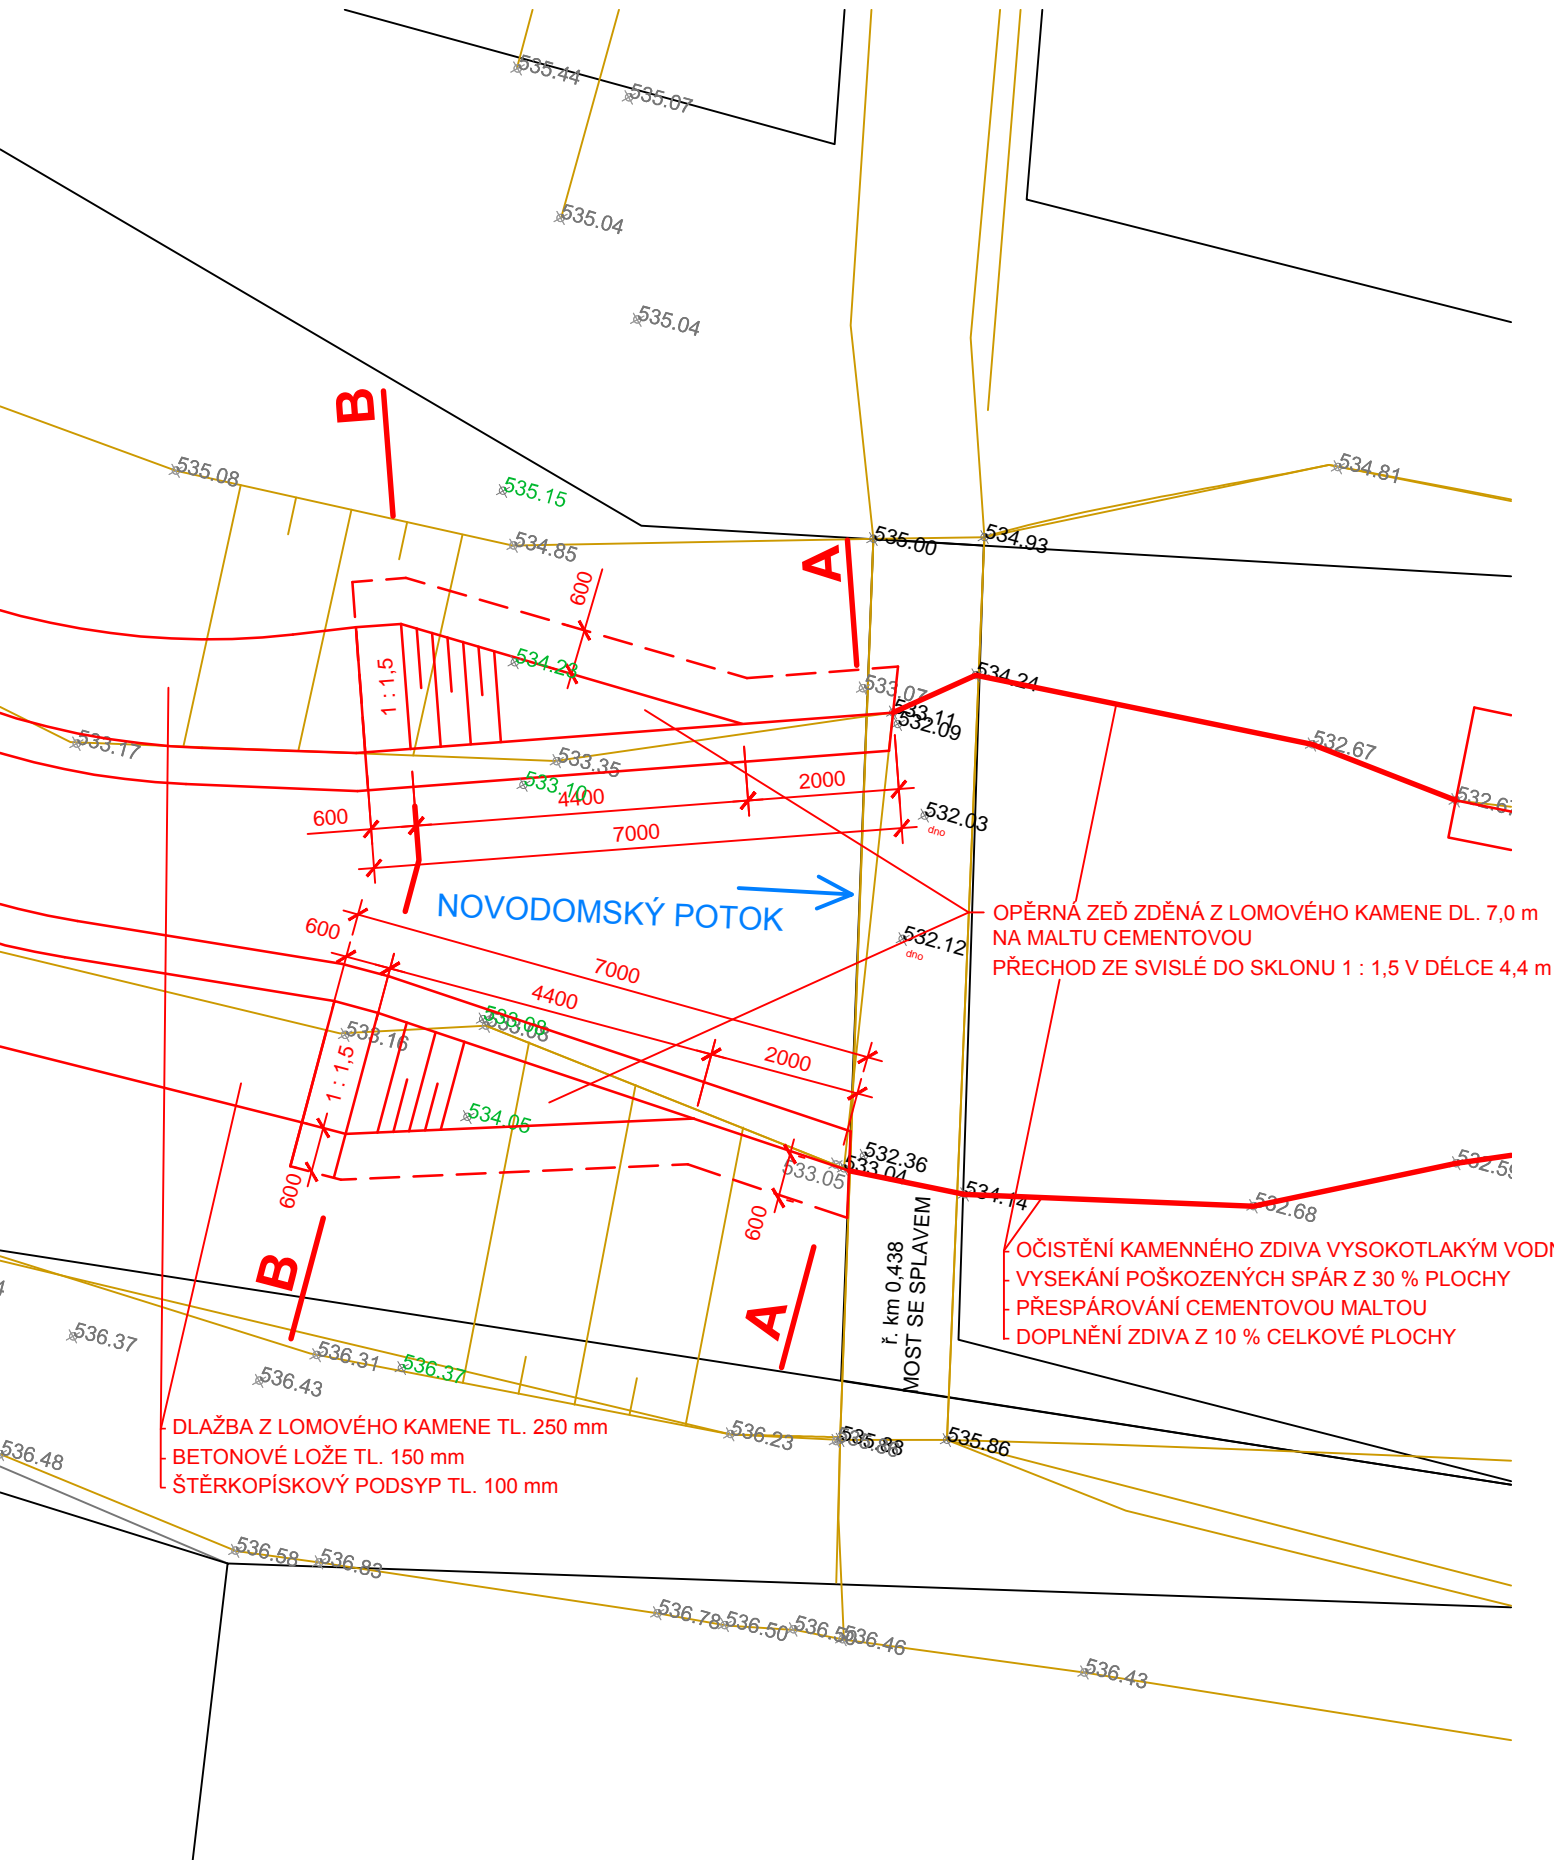 535.44
535.07
535.04
535.04
B
535.08
535.15
534.85
534.81
535.00
534.93
A
600
1 : 1,5
534.23
533.07
534.24
533.11
532.09
533.17
533.35
533.10
532.67
600
4400
2000
7000
532.03
dno
NOVODOMSKÝ POTOK
OPĚRNÁ ZEĎ ZDĚNÁ Z LOMOVÉHO KAMENE DL. 7,0 m
NA MALTU CEMENTOVOU
PŘECHOD ZE SVISLÉ DO SKLONU 1 : 1,5 V DÉLCE 4,4 m
532.12
dno
600
7000
4400
2000
533.08
533.16
1 : 1,5
534.05
532.36
533.04
533.05
532.59
534.14
532.68
600
600
B
A
ř. km 0,438
MOST SE SPLAVEM
OČISTĚNÍ KAMENNÉHO ZDIVA VYSOKOTLAKÝM
VYSEKÁNÍ POŠKOZENÝCH SPÁR Z 30 % PLOCHY
PŘESPÁROVÁNÍ CEMENTOVOU MALTOU
DOPLNĚNÍ ZDIVA Z 10 % CELKOVÉ PLOCHY
536.37
536.31
536.37
536.43
DLAŽBA Z LOMOVÉHO KAMENE TL. 250 mm
BETONOVÉ LOŽE TL. 150 mm
ŠTĚRKOPÍSKOVÝ PODSYP TL. 100 mm
536.23
535.86
536.48
536.58
536.83
536.78
536.50
536.46
536.43